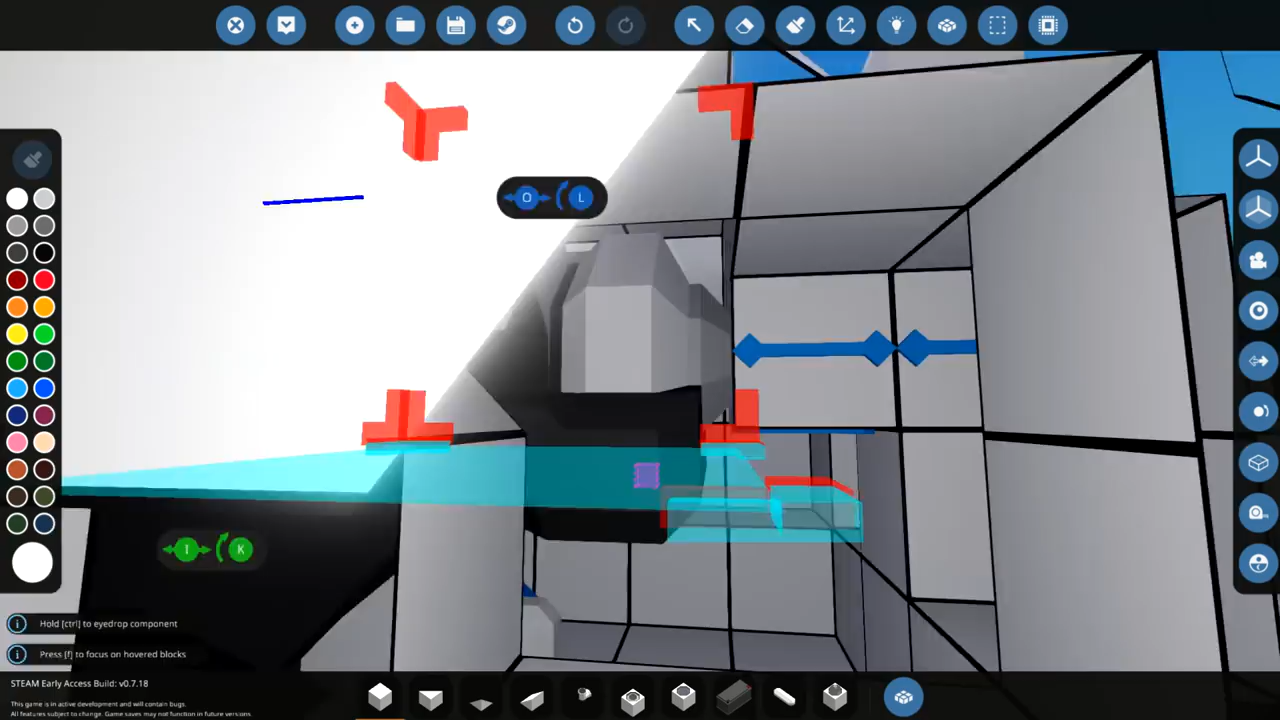 O L
I K
Hold [ctrl] to eyedrop component
Press [f] to focus on hovered blocks
STEAM Early Access Build: v0.7.18
This game is in active development and will contain bugs.
All features subject to change. Game saves may not function in future versions